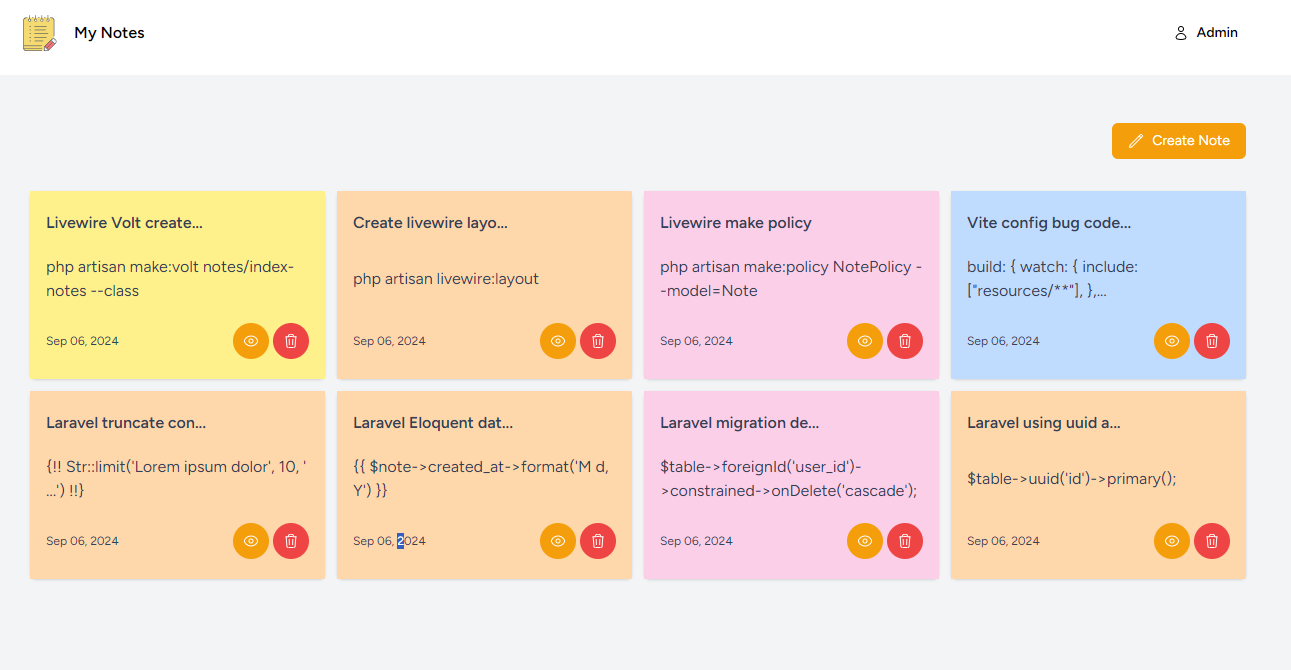 My Notes
Admin
Create Note
Livewire Volt create...
php artisan make:volt notes/index-
notes --class
Sep 06, 2024
Create livewire layo...
php artisan livewire:layout
Sep 06, 2024
Livewire make policy
php artisan make:policy NotePolicy -
-model=Note
Sep 06, 2024
Vite config bug code...
build: { watch: { include:
["resources/**"], },...
Sep 06, 2024
Laravel truncate con...
{!! Str::limit('Lorem ipsum dolor', 10, '
...') !!}
Sep 06, 2024
Laravel Eloquent dat...
{{ $note->created_at->format('M d,
Y') }}
Sep 06, 2024
Laravel migration de...
$table->foreignId('user_id')-
>constrained->onDelete('cascade');
Sep 06, 2024
Laravel using uuid a...
$table->uuid('id')->primary();
Sep 06, 2024